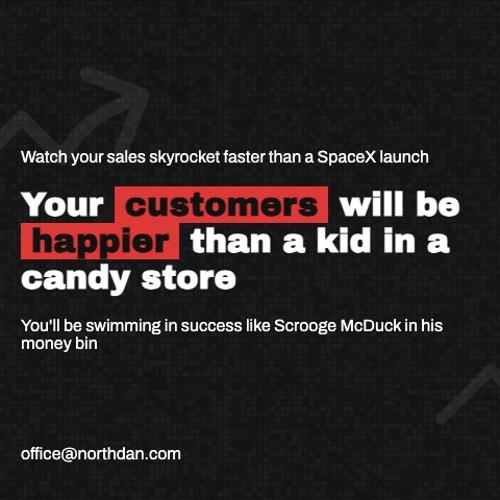 Watch your sales skyrocket faster than a SpaceX launch
Your customers will be
happier than a kid in a
candy store
You'll be swimming in success like Scrooge McDuck in his
money bin
office@northdan.com